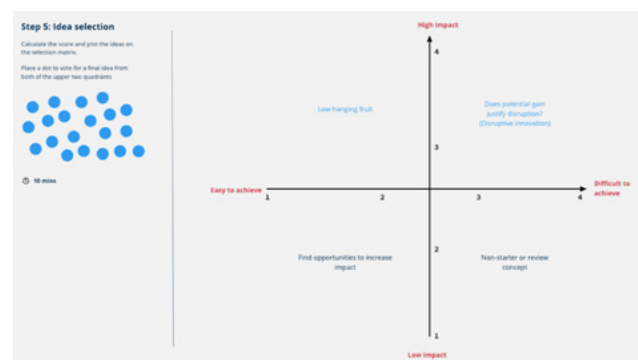 Step 5: Idea selection
Calculate the score and plot the ideas on
the selection matrix.
Place a dot to vote for a final idea from
both of the upper two quadrants
10 mins
High impact
4
Low hanging fruit
Does potential gain
justify disruption?
(Disruptive innovation)
3
Easy to achieve
Difficult to
achieve
1
2
3
4
2
Find opportunities to increase
impact
Non-starter or review
concept
1
Low impact